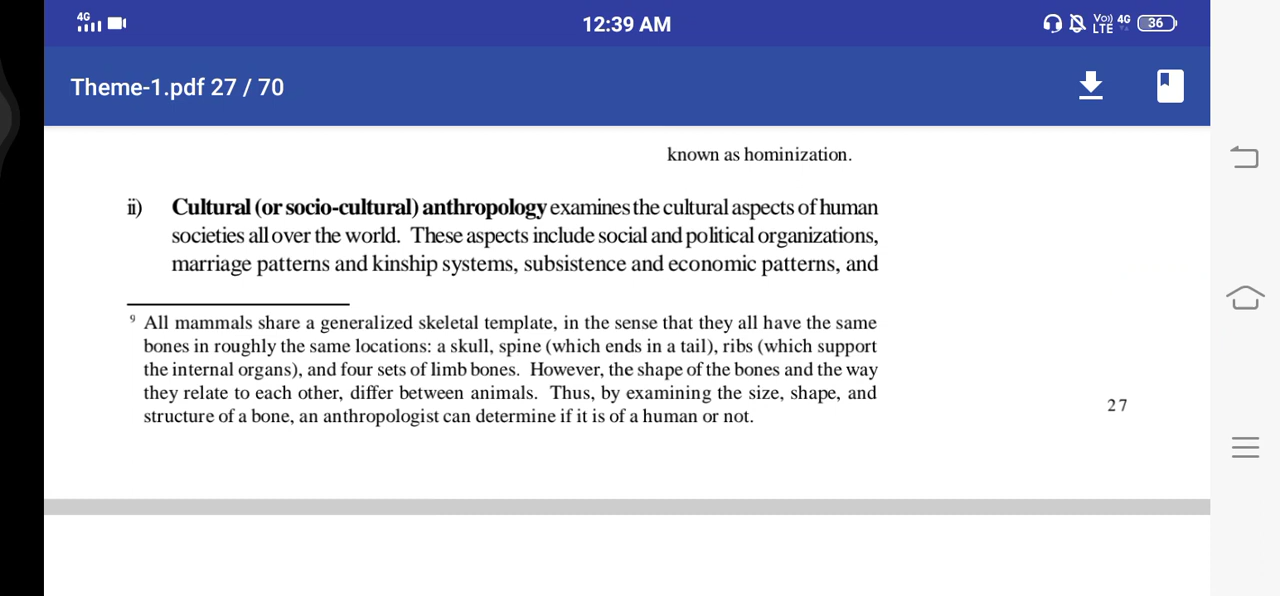 4G
12:39 AM
Vo)) LTE 4G 36
Theme-1.pdf 27 / 70
known as hominization.
ii) Cultural (or socio-cultural) anthropology examines the cultural aspects of human
societies all over the world. These aspects include social and political organizations,
marriage patterns and kinship systems, subsistence and economic patterns, and
9 All mammals share a generalized skeletal template, in the sense that they all have the same
bones in roughly the same locations: a skull, spine (which ends in a tail), ribs (which support
the internal organs), and four sets of limb bones. However, the shape of the bones and the way
they relate to each other, differ between animals. Thus, by examining the size, shape, and
structure of a bone, an anthropologist can determine if it is of a human or not.
27